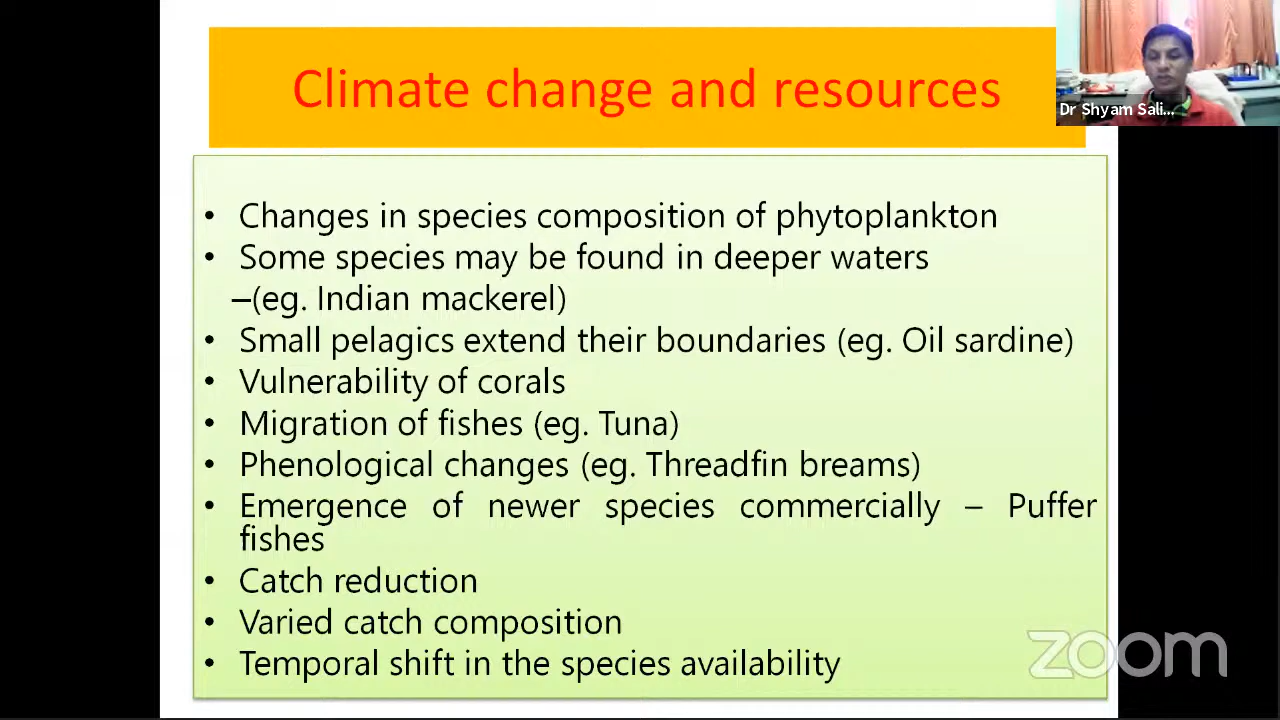 Climate change and resources
Dr Shyam Sali...
• Changes in species composition of phytoplankton
• Some species may be found in deeper waters
–(eg. Indian mackerel)
• Small pelagics extend their boundaries (eg. Oil sardine)
• Vulnerability of corals
• Migration of fishes (eg. Tuna)
• Phenological changes (eg. Threadfin breams)
• Emergence of newer species commercially – Puffer
fishes
• Catch reduction
• Varied catch composition
• Temporal shift in the species availability
zoom